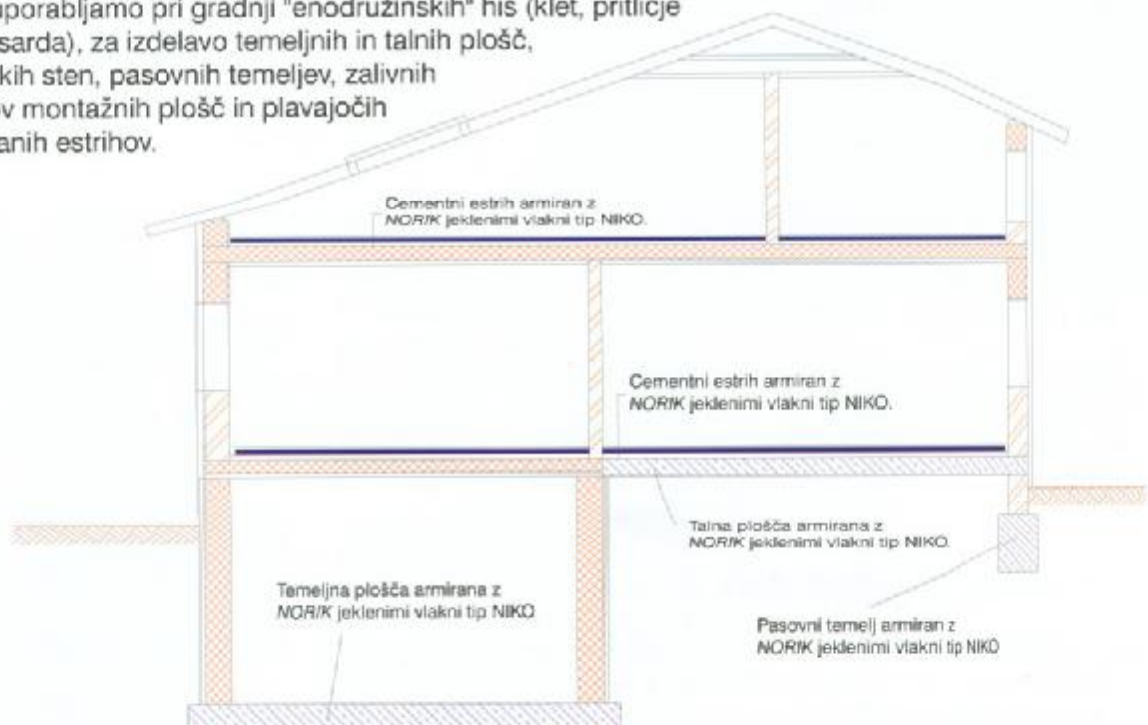 uporabljamo pri gradnji "enodružinskih" his (klet, pritličje
sarda), za izdelavo temeljnih in talnih plošč,
kih sten, pasovnih temeljev, zalivnih
ov montažnih plošč in plavajočih
anih estrihov.
Cementni estrih armiran z
NORIK jeklenimi vlakni tip NIKO.
Cementni estrih armiran z
NORIK jeklenimi vlakni tip NIKO.
Talna plošča armirana z
NORIK jeklenimi vlakni tip NIKO.
Temeljna plošča armirana z
NORIK jeklenimi vlakni tip NIKO
Pasovni temelj armiran z
NORIK jeklenimi vlakni tip NIKO